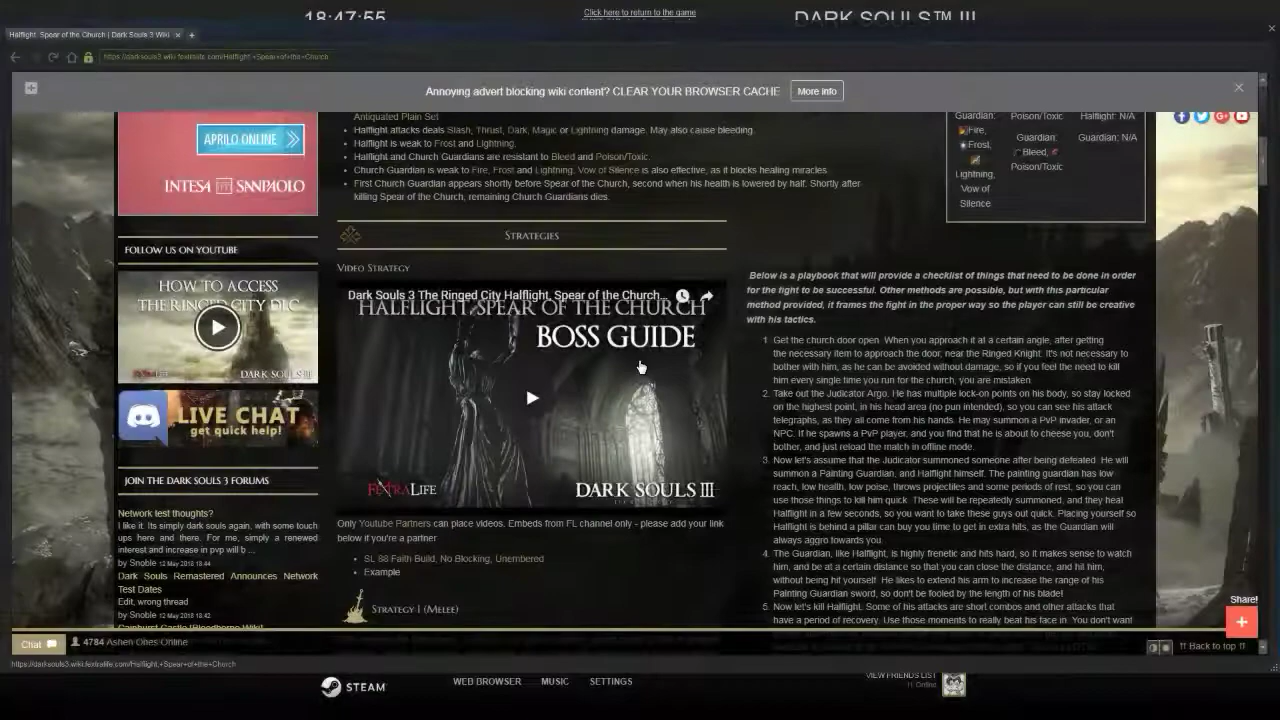 18:47:55
Click here to return to the game
DARK SOULS™ III
Halflight, Spear of the Church | Dark Souls 3 Wiki
https://darksouls3.wiki.fextralife.com/Halflight,+Spear+of+the+Church
Annoying advert blocking wiki content? CLEAR YOUR BROWSER CACHE
More info
APRILO ONLINE
INTESA SANPAOLO
FOLLOW US ON YOUTUBE
HOW TO ACCESS
THE RINGED CITY DLC
DARK SOULS III
LIVE CHAT
get quick help!
JOIN THE DARK SOULS 3 FORUMS
Network test thoughts?
I like it. Its simply dark souls again, with some touch
ups here and there. For me, simply a renewed
interest and increase in pvp will b ...
by Snoble 12 May 2018 18:44
Dark Souls Remastered Announces Network
Test Dates
Edit, wrong thread
by Snoble 12 May 2018 18:42
Antiquated Plain Set
Halflight attacks deals Slash, Thrust, Dark, Magic or Lightning damage. May also cause bleeding.
Halflight is weak to Frost and Lightning,
Halflight and Church Guardians are resistant to Bleed and Poison/Toxic.
Church Guardian is weak to Fire, Frost and Lightning. Vow of Silence is also effective, as it blocks healing miracles.
First Church Guardian appears shortly before Spear of the Church, second when his health is lowered by half. Shortly after
killing Spear of the Church, remaining Church Guardians dies.
STRATEGIES
VIDEO STRATEGY
Dark Souls 3 The Ringed City Halflight, Spear of the Church...
HALFLIGHT, SPEAR OF THE CHURCH
BOSS GUIDE
FEXTRALIFE
DARK SOULS III
Only Youtube Partners can place videos. Embeds from FL channel only - please add your link
below if you're a partner
SL 88 Faith Build, No Blocking, Unembered
Example
STRATEGY 1 (MELEE)
Guardian:
Fire,
Frost,
Lightning,
Vow of
Silence
Poison/Toxic
Guardian:
Bleed,
Poison/Toxic
Halflight: N/A
Guardian: N/A
Below is a playbook that will provide a checklist of things that need to be done in order
for the fight to be successful. Other methods are possible, but with this particular
method provided, it frames the fight in the proper way so the player can still be creative
with his tactics.
1 Get the church door open. When you approach it at a certain angle, after getting
the necessary item to approach the door, near the Ringed Knight. It's not necessary to
bother with him, as he can be avoided without damage, so if you feel the need to kill
him every single time you run for the church, you are mistaken.
2. Take out the Judicator Argo. He has multiple lock-on points on his body, so stay locked
on the highest point, in his head area (no pun intended), so you can see his attack
telegraphs, as they all come from his hands. He may summon a PvP invader, or an
NPC. If he spawns a PvP player, and you find that he is about to cheese you, don't
bother, and just reload the match in offline mode.
3. Now let's assume that the Judicator summoned someone after being defeated. He will
summon a Painting Guardian, and Halflight himself. The painting guardian has low
reach, low health, low poise, throws projectiles and some periods of rest, so you can
use those things to kill him quick. These will be repeatedly summoned, and they heal
Halflight in a few seconds, so you want to take these guys out quick. Placing yourself so
Halflight is behind a pillar can buy you time to get in extra hits, as the Guardian will
always aggro towards you.
4. The Guardian, like Halflight, is highly frenetic and hits hard, so it makes sense to watch
him, and be at a certain distance so that you can close the distance, and hit him,
without being hit yourself. He likes to extend his arm to increase the range of his
Painting Guardian sword, so don't be fooled by the length of his blade!
5. Now let's kill Halflight. Some of his attacks are short combos and other attacks that
have a period of recovery. Use those moments to really beat his face in. You don't want
Share!
Chat
4784 Ashen Ones Online
Back to top
https://darksouls3.wiki.fextralife.com/Halflight,+Spear+of+the+Church
STEAM
WEB BROWSER
MUSIC
SETTINGS
VIEW FRIENDS LIST
11 Online